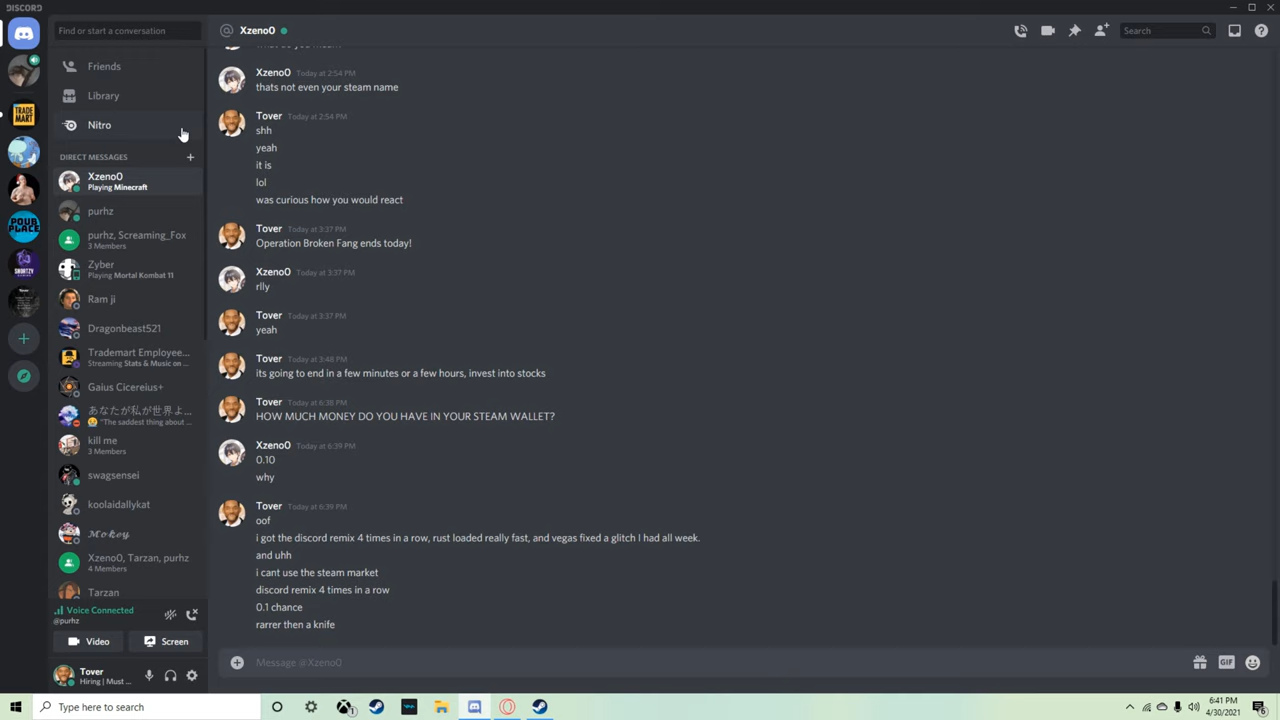 DISCORD
Find or start a conversation
Friends
Library
Nitro
DIRECT MESSAGES
Xzeno0
Playing Minecraft
purhz
purhz, Screaming_Fox
3 Members
Zyber
Playing Mortal Kombat 11
Ram ji
Dragonbeast521
Trademart Employee...
Streaming Stats & Music on ...
Gaius Cicereius+
あなたが私が世界よ...
"The saddest thing about ...
kill me
3 Members
swagsensei
koolaidallykat
Mokey
Xzeno0, Tarzan, purhz
4 Members
Tarzan
Voice Connected
@purhz
Video
Screen
Tover
Hiring | Must ...
TRADE
MART
POUR
PLACE
Xzeno0
Search
Xzeno0 Today at 2:54 PM
thats not even your steam name
Tover Today at 2:54 PM
shh
yeah
it is
lol
was curious how you would react
Tover Today at 3:37 PM
Operation Broken Fang ends today!
Xzeno0 Today at 3:37 PM
rlly
Tover Today at 3:37 PM
yeah
Tover Today at 3:48 PM
its going to end in a few minutes or a few hours, invest into stocks
Tover Today at 6:38 PM
HOW MUCH MONEY DO YOU HAVE IN YOUR STEAM WALLET?
Xzeno0 Today at 6:39 PM
0.10
why
Tover Today at 6:39 PM
oof
i got the discord remix 4 times in a row, rust loaded really fast, and vegas fixed a glitch I had all week.
and uhh
i cant use the steam market
discord remix 4 times in a row
0.1 chance
rarrer then a knife
Message @Xzeno0
GIF
Type here to search
6:41 PM
4/30/2021